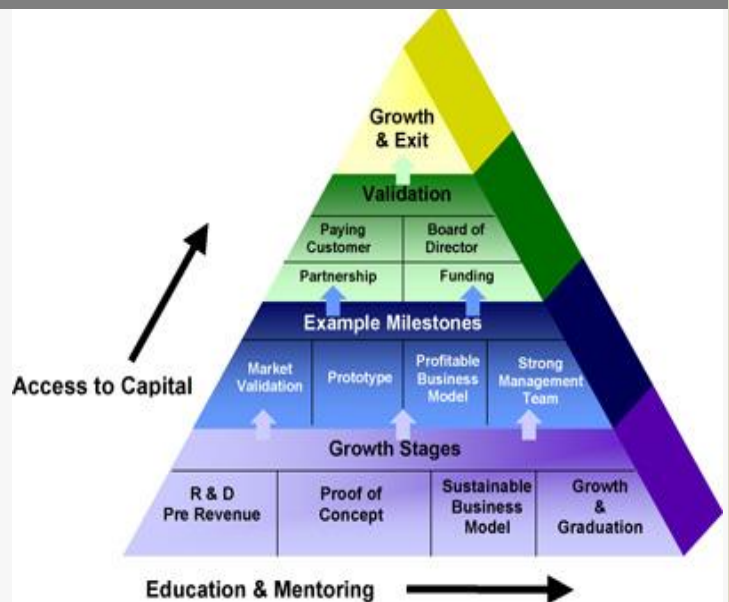 Growth
& Exit
Validation
Paying
Customer
Board of
Director
Partnership
Funding
Example Milestones
Access to Capital
Market
Validation
Prototype
Profitable
Business
Model
Strong
Management
Team
Growth Stages
R & D
Pre Revenue
Proof of
Concept
Sustainable
Business
Model
Growth
&
Graduation
Education & Mentoring